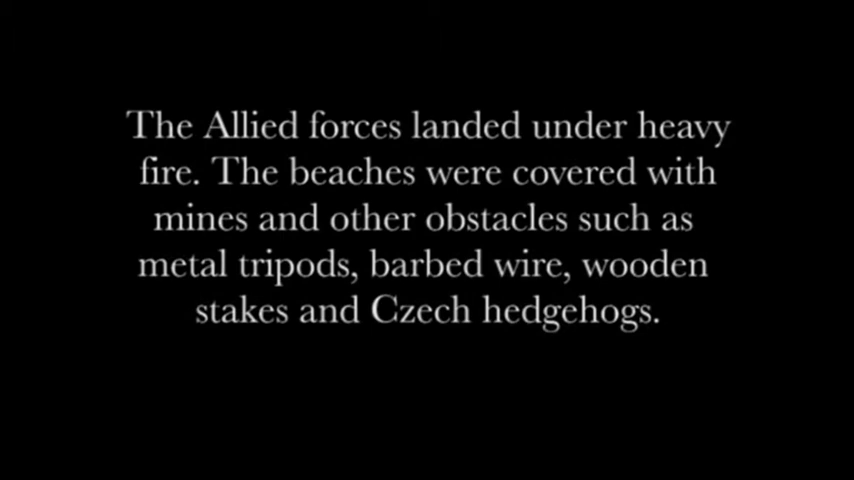 The Allied forces landed under heavy
fire. The beaches were covered with
mines and other obstacles such as
metal tripods, barbed wire, wooden
stakes and Czech hedgehogs.